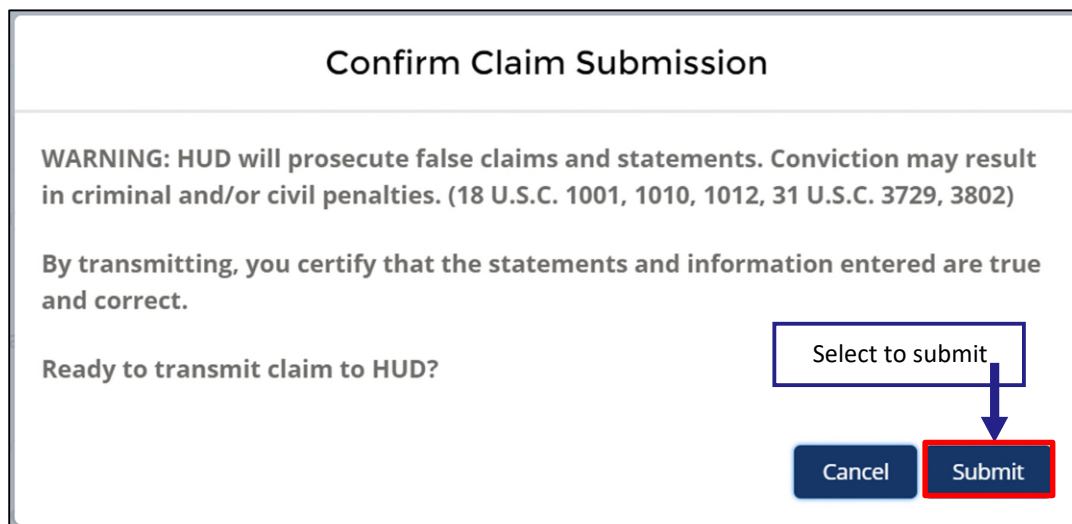 Confirm Claim Submission
WARNING: HUD will prosecute false claims and statements. Conviction may result
in criminal and/or civil penalties. (18 U.S.C. 1001, 1010, 1012, 31 U.S.C. 3729, 3802)
By transmitting, you certify that the statements and information entered are true
and correct.
Ready to transmit claim to HUD?
Select to submit
Cancel Submit